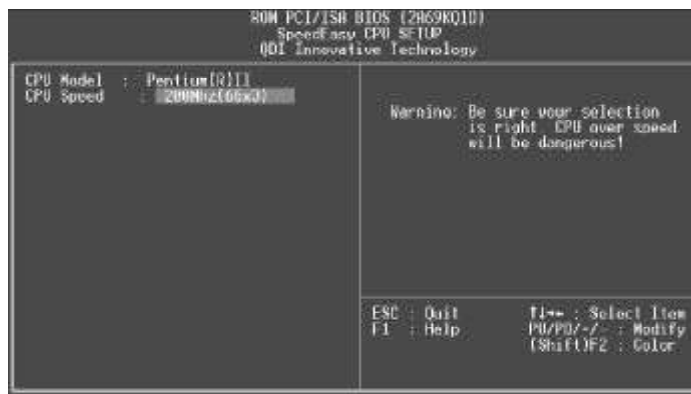 ROM PCI/ISA BIOS (2A69KQ1D)
SpeedEasy CPU SETUP
QDI Innovative Technology
CPU Model : Pentium(R)II
CPU Speed : 200Mhz(66x3)
Warning: Be sure your selection
is right CPU over speed
will be dangerous!
ESC : Quit
F1 : Help
↑↓→← : Select Item
PU/PD/+/- : Modify
(Shift)F2 : Color